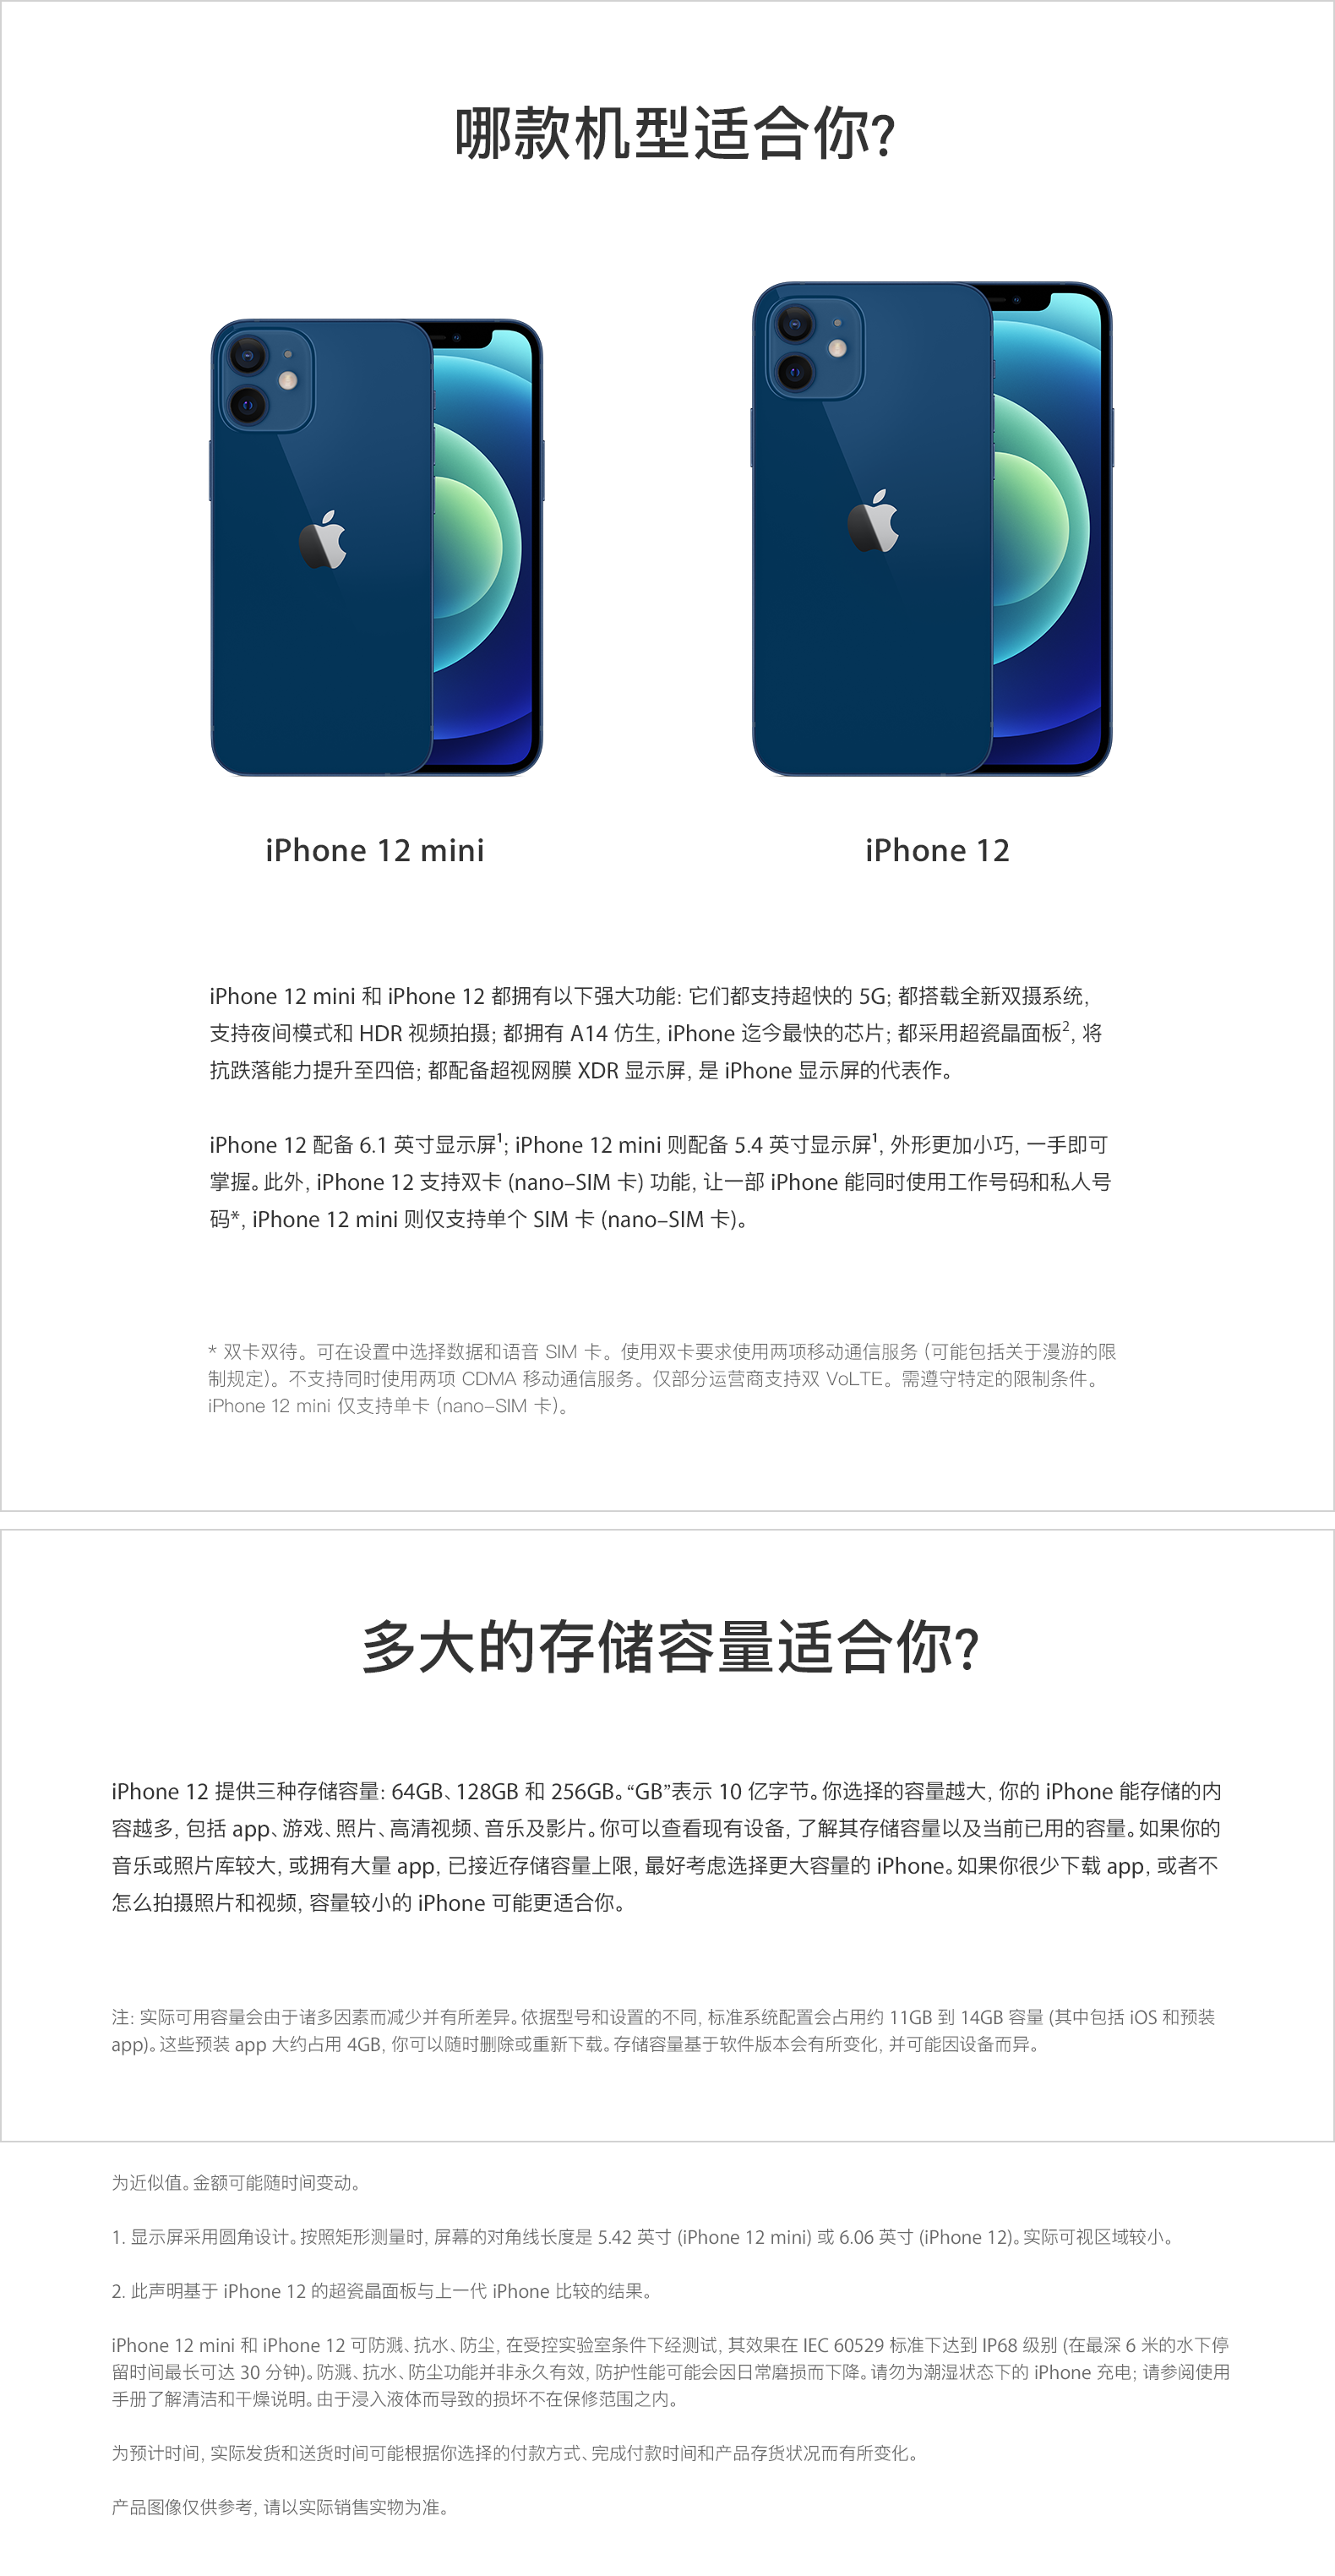 哪款机型适合你?
iPhone 12 mini
iPhone 12
iPhone 12 mini 和 iPhone 12 都拥有以下强大功能: 它们都支持超快的 5G; 都搭载全新双摄系统,
支持夜间模式和 HDR 视频拍摄; 都拥有 A14 仿生, iPhone 迄今最快的芯片; 都采用超瓷晶面板², 将
抗跌落能力提升至四倍; 都配备超视网膜 XDR 显示屏, 是 iPhone 显示屏的代表作。
iPhone 12 配备 6.1 英寸显示屏¹; iPhone 12 mini 则配备 5.4 英寸显示屏¹, 外形更加小巧, 一手即可
掌握。此外, iPhone 12 支持双卡 (nano–SIM 卡) 功能, 让一部 iPhone 能同时使用工作号码和私人号
码*, iPhone 12 mini 则仅支持单个 SIM 卡 (nano–SIM 卡)。
* 双卡双待。可在设置中选择数据和语音 SIM 卡。使用双卡要求使用两项移动通信服务 (可能包括关于漫游的限
制规定)。不支持同时使用两项 CDMA 移动通信服务。仅部分运营商支持双 VoLTE。需遵守特定的限制条件。
iPhone 12 mini 仅支持单卡 (nano–SIM 卡)。
多大的存储容量适合你?
iPhone 12 提供三种存储容量: 64GB、128GB 和 256GB。“GB”表示 10 亿字节。你选择的容量越大, 你的 iPhone 能存储的内
容越多, 包括 app、游戏、照片、高清视频、音乐及影片。你可以查看现有设备, 了解其存储容量以及当前已用的容量。如果你的
音乐或照片库较大, 或拥有大量 app, 已接近存储容量上限, 最好考虑选择更大容量的 iPhone。如果你很少下载 app, 或者不
怎么拍摄照片和视频, 容量较小的 iPhone 可能更适合你。
注: 实际可用容量会由于诸多因素而减少并有所差异。依据型号和设置的不同, 标准系统配置会占用约 11GB 到 14GB 容量 (其中包括 iOS 和预装
app)。这些预装 app 大约占用 4GB, 你可以随时删除或重新下载。存储容量基于软件版本会有所变化, 并可能因设备而异。
为近似值。金额可能随时间变动。
1. 显示屏采用圆角设计。按照矩形测量时, 屏幕的对角线长度是 5.42 英寸 (iPhone 12 mini) 或 6.06 英寸 (iPhone 12)。实际可视区域较小。
2. 此声明基于 iPhone 12 的超瓷晶面板与上一代 iPhone 比较的结果。
iPhone 12 mini 和 iPhone 12 可防溅、抗水、防尘, 在受控实验室条件下经测试, 其效果在 IEC 60529 标准下达到 IP68 级别 (在最深 6 米的水下停
留时间最长可达 30 分钟)。防溅、抗水、防尘功能并非永久有效, 防护性能可能会因日常磨损而下降。请勿为潮湿状态下的 iPhone 充电; 请参阅使用
手册了解清洁和干燥说明。由于浸入液体而导致的损坏不在保修范围之内。
为预计时间, 实际发货和送货时间可能根据你选择的付款方式、完成付款时间和产品存货状况而有所变化。
产品图像仅供参考, 请以实际销售实物为准。